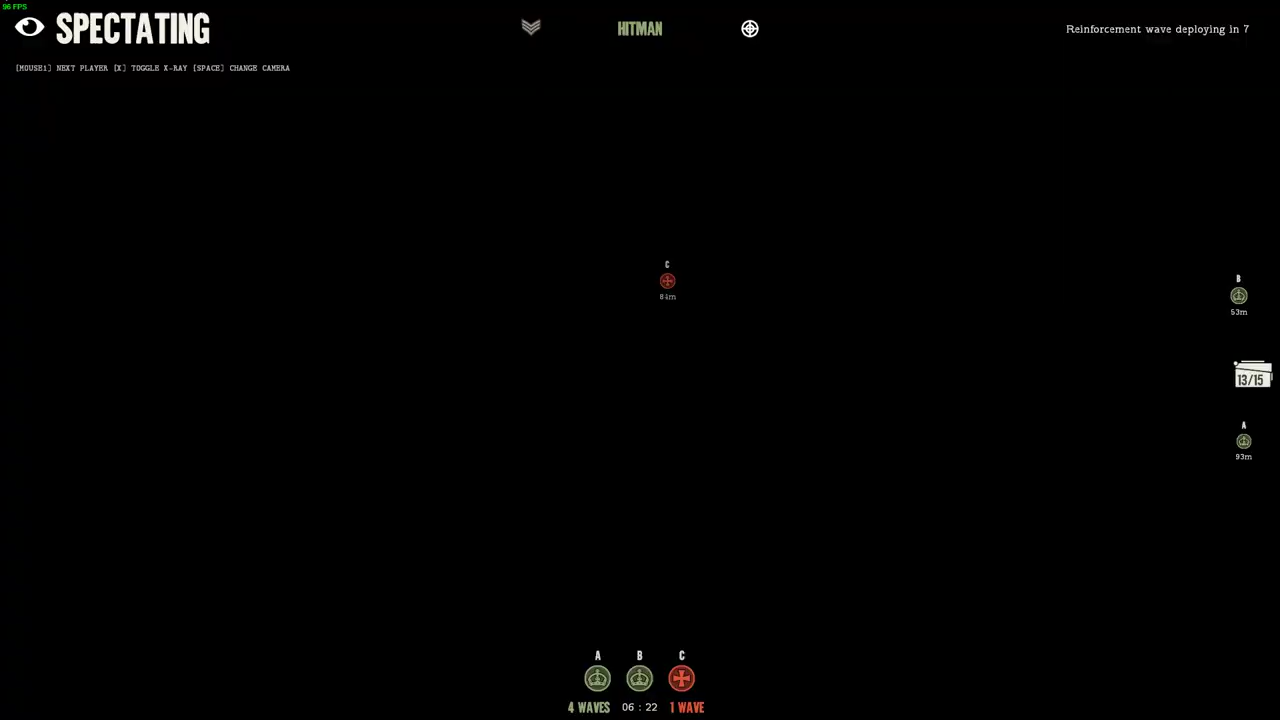 96 FPS
SPECTATING
HITMAN
Reinforcement wave deploying in 7
[MOUSE1] NEXT PLAYER [X] TOGGLE X-RAY [SPACE] CHANGE CAMERA
C
84m
B
53m
13/15
A
93m
A B C
4 WAVES 06 : 22 1 WAVE